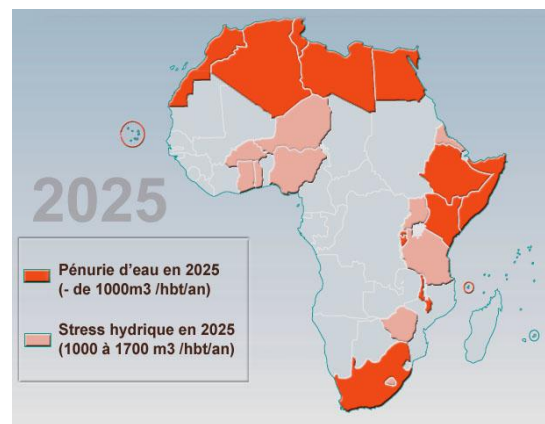 2025
Pénurie d'eau en 2025
(- de 1000m3 /hbt/an)
Stress hydrique en 2025
(1000 à 1700 m3 /hbt/an)